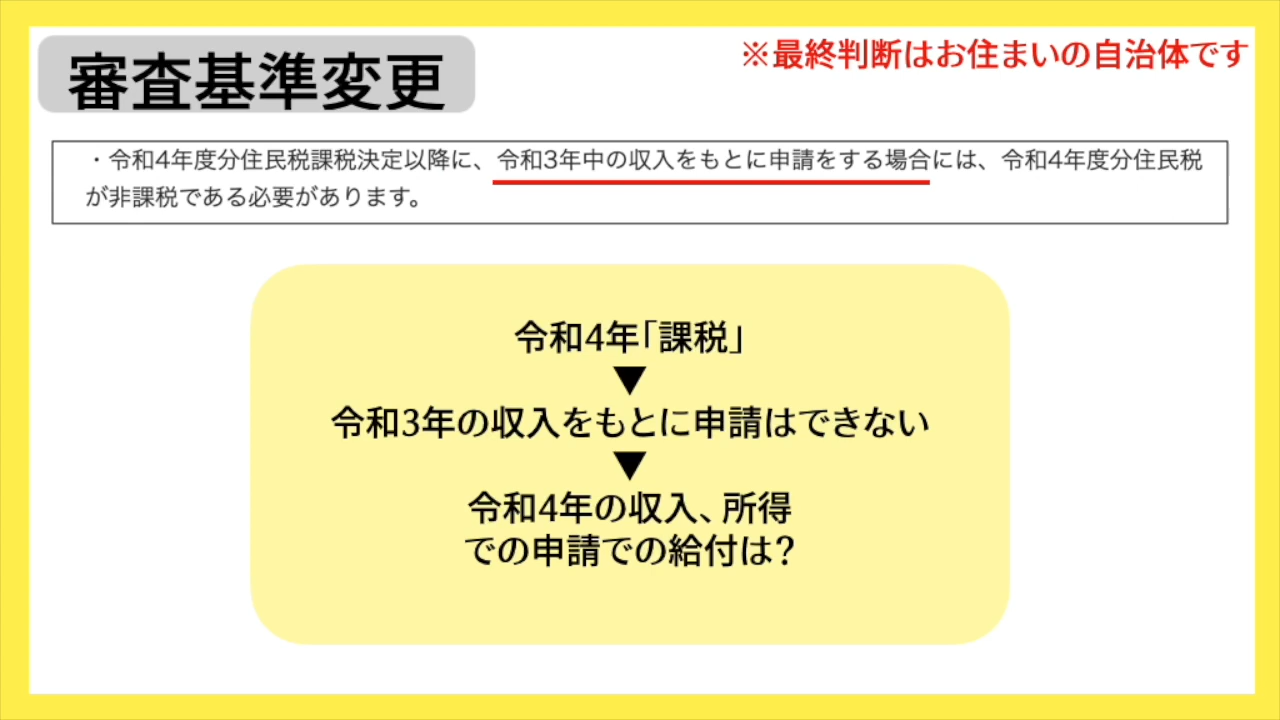 審査基準変更
※最終判断はお住まいの自治体です
・令和4年度分住民税課税決定以降に、令和3年中の収入をもとに申請をする場合には、令和4年度分住民税
が非課税である必要があります。
令和4年「課税」
▼
令和3年の収入をもとに申請はできない
▼
令和4年の収入、所得
での申請での給付は?